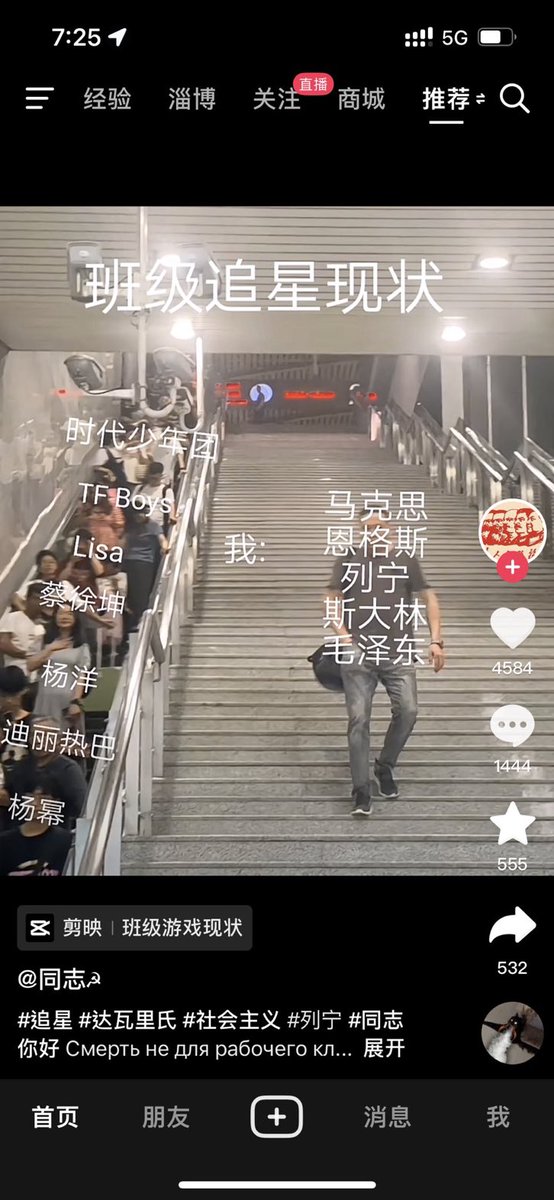 7:25
5G
经验 淄博 关注 直播 商城 推荐
班级追星现状
时代少年团
TF Boys
Lisa
蔡徐坤
杨洋
迪丽热巴
杨幂
我：
马克思
恩格斯
列宁
斯大林
毛泽东
4584
1444
555
532
剪映 | 班级游戏现状
@同志☭
#追星 #达瓦里氏 #社会主义 #列宁 #同志
你好 Смерть не для рабочего кл... 展开
首页 朋友 消息 我